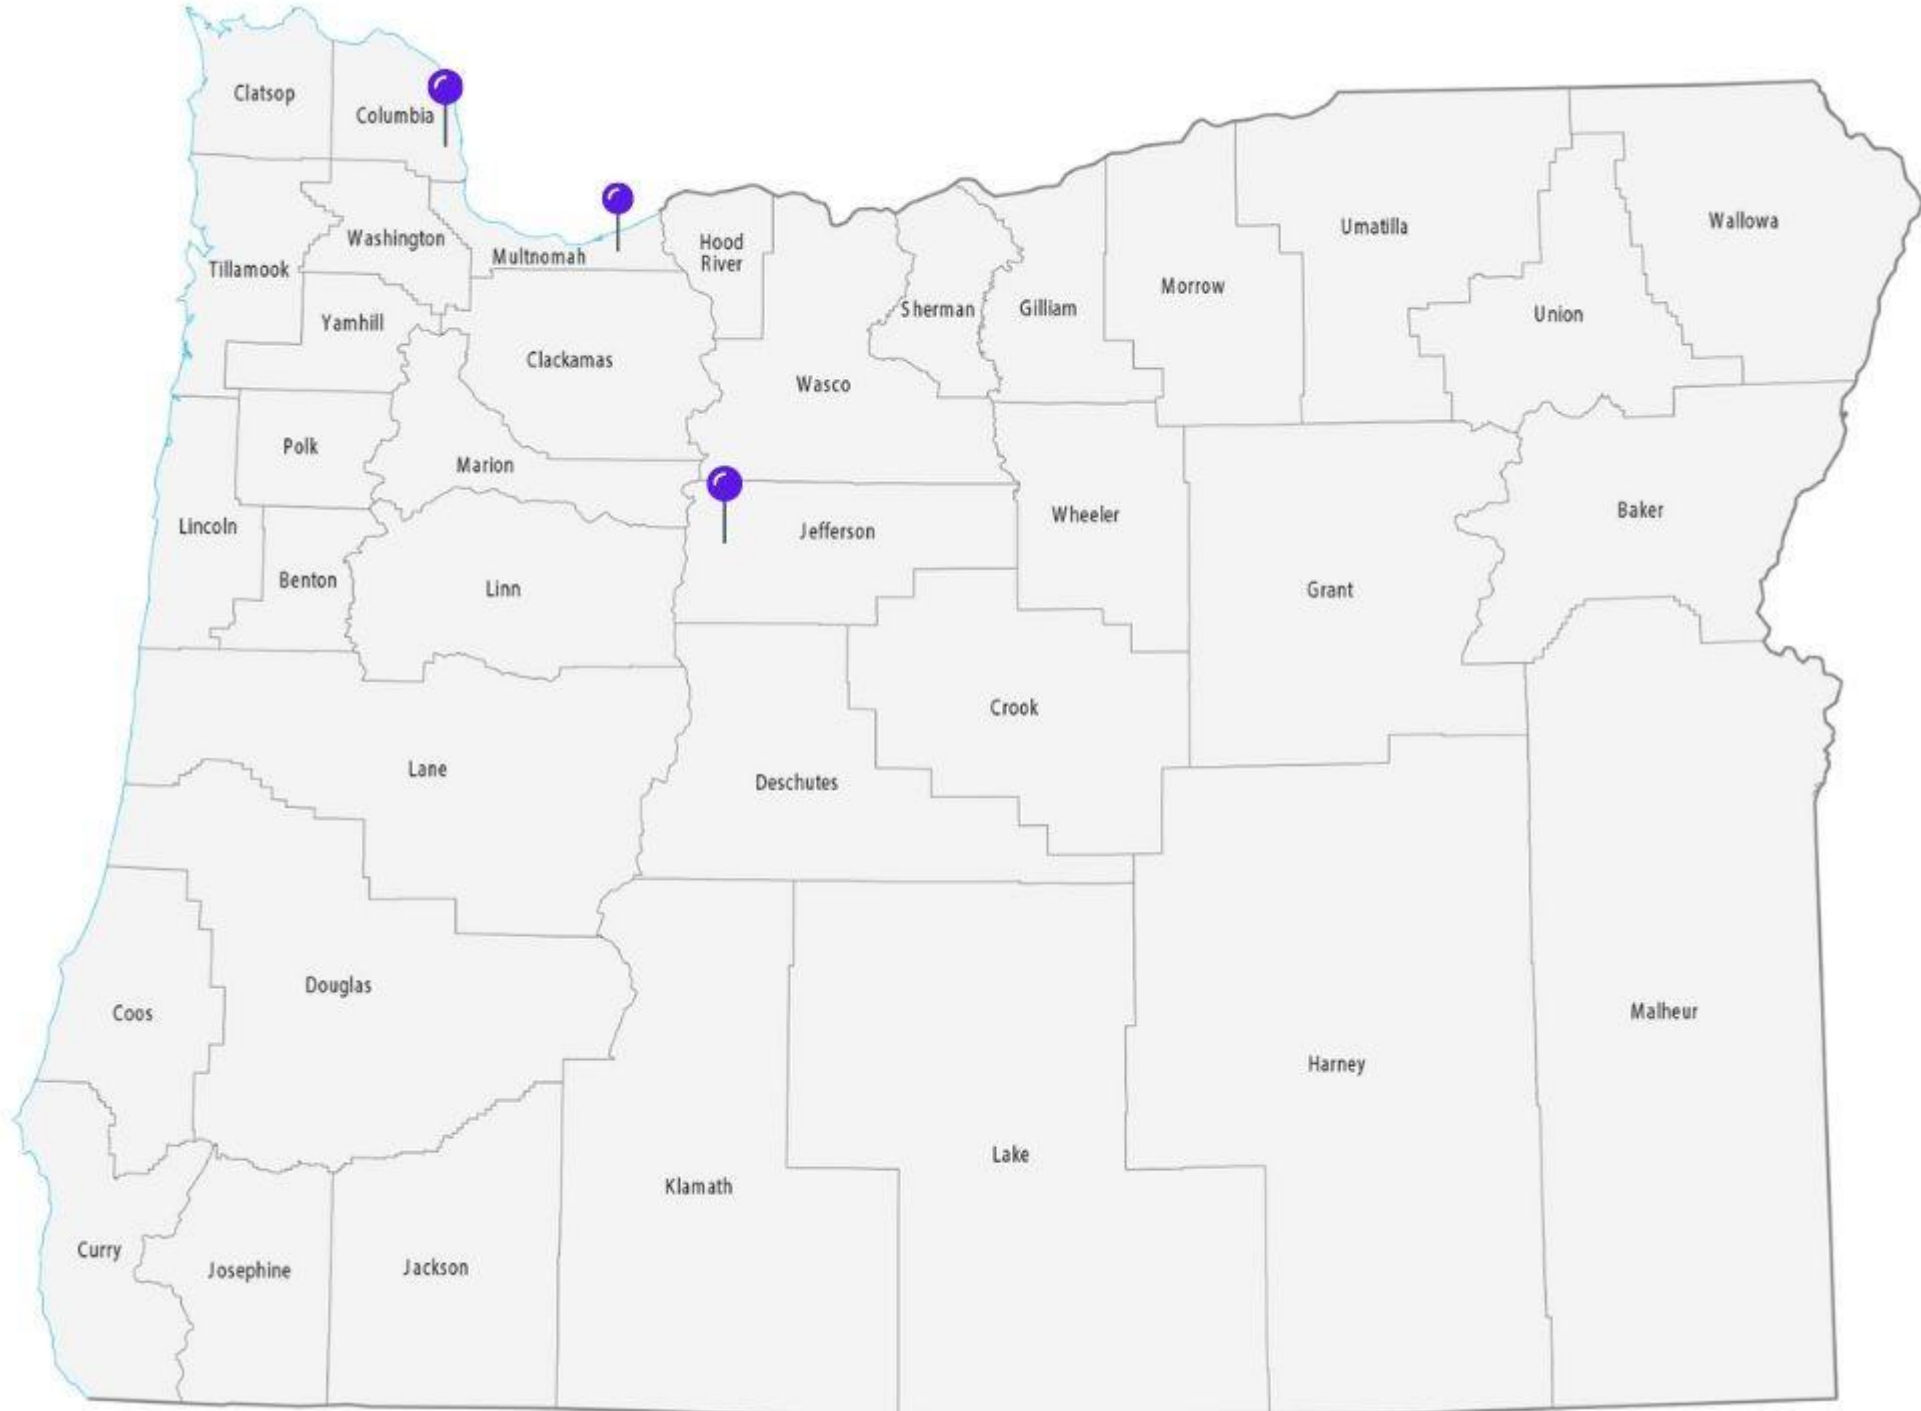 Clatsop
Columbia
Washington
Tillamook
Multnomah
Hood
River
Yamhill
Clackamas
Wasco
Sherman
Gilliam
Morrow
Umatilla
Union
Wallowa
Polk
Marion
Lincoln
Benton
Linn
Jefferson
Wheeler
Grant
Baker
Crook
Lane
Deschutes
Douglas
Coos
Curry
Josephine
Jackson
Klamath
Lake
Harney
Malheur